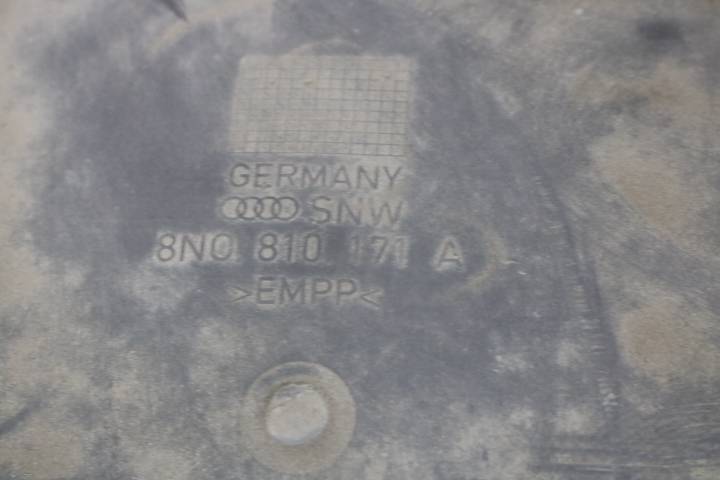 GERMANY
SNW
8N0 810 171 A
>EMPP<